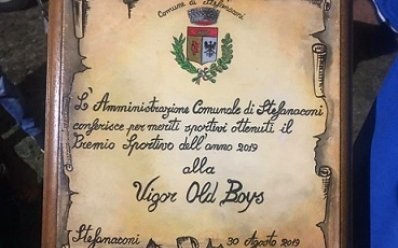 Comune di Stefanaconi
L'Amministrazione Comunale di Stefanaconi
conferisce per meriti sportivi ottenuti il
Premio Sportivo dell'anno 2019
alla
Vigor Old Boys
Stefanaconi 30 Agosto 2019